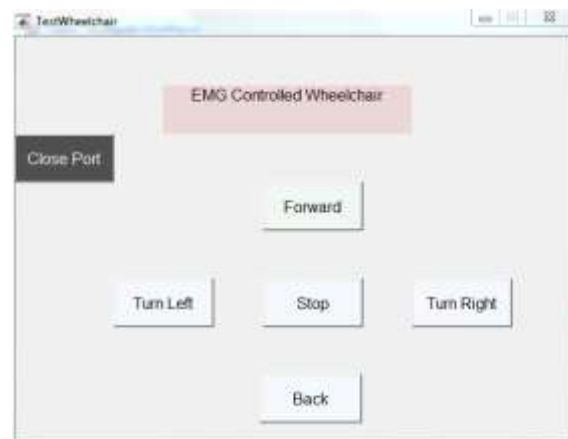 TestWheelchair
EMG Controlled Wheelchair
Close Port
Forward
Turn Left Stop Turn Right
Back